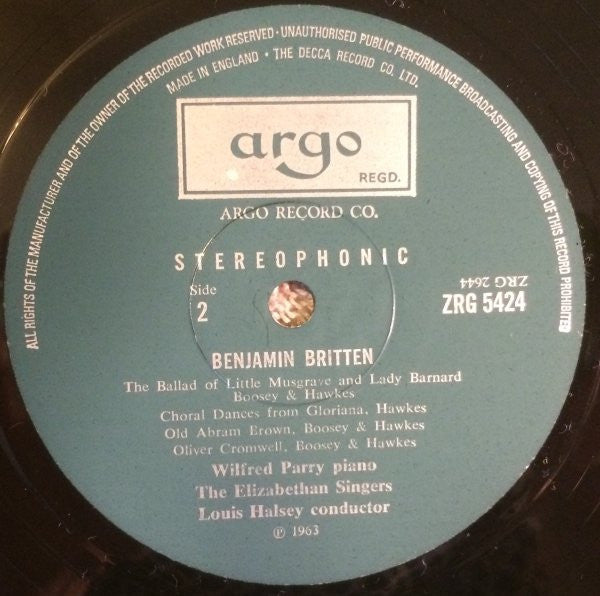 ALL RIGHTS OF THE MANUFACTURER AND OF THE OWNER OF THE RECORDED WORK RESERVED · UNAUTHORISED PUBLIC PERFORMANCE BROADCASTING AND COPYING OF THIS RECORD PROHIBITED
MADE IN ENGLAND · THE DECCA RECORD CO. LTD.
argo
REGD.
ARGO RECORD CO.
STEREOPHONIC
Side
2
ZRG 2644
ZRG 5424
BENJAMIN BRITTEN
The Ballad of Little Musgrave and Lady Barnard
Boosey & Hawkes
Choral Dances from Gloriana, Hawkes
Old Abram Brown, Boosey & Hawkes
Oliver Cromwell, Boosey & Hawkes
Wilfred Parry piano
The Elizabethan Singers
Louis Halsey conductor
℗ 1963